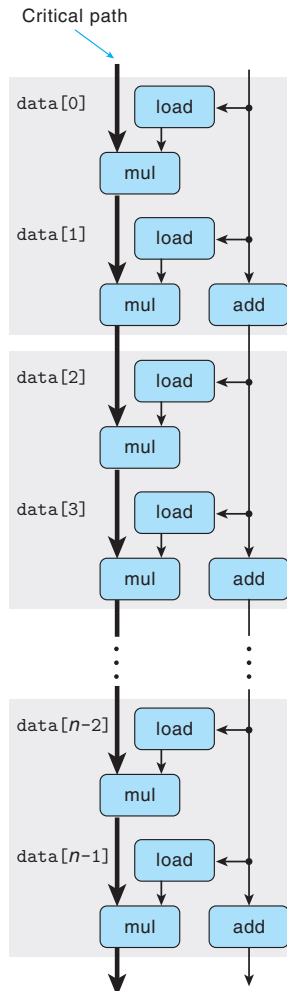 Critical path
data[0]
load
mul
data[1]
load
mul
add
data[2]
load
mul
data[3]
load
mul
add
data[n-2]
load
mul
data[n-1]
load
mul
add